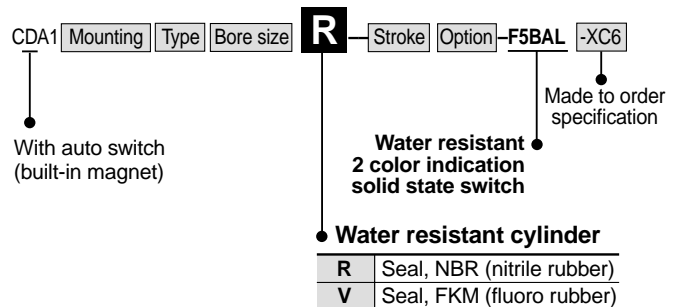 CDA1 Mounting Type Bore size R Stroke Option -F5BAL -XC6
Made to order
specification
With auto switch
(built-in magnet)
Water resistant
2 color indication
solid state switch
Water resistant cylinder
R Seal, NBR (nitrile rubber)
V Seal, FKM (fluoro rubber)